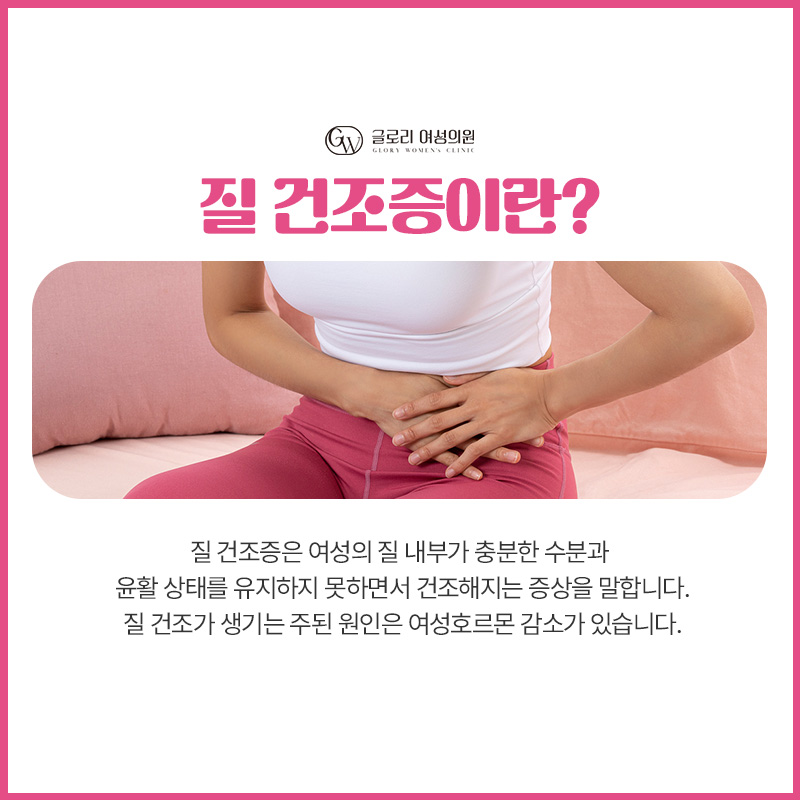 GW 글로리 여성의원
GLORY WOMEN's CLINIC
질 건조증이란?
질 건조증은 여성의 질 내부가 충분한 수분과
윤활 상태를 유지하지 못하면서 건조해지는 증상을 말합니다.
질 건조가 생기는 주된 원인은 여성호르몬 감소가 있습니다.